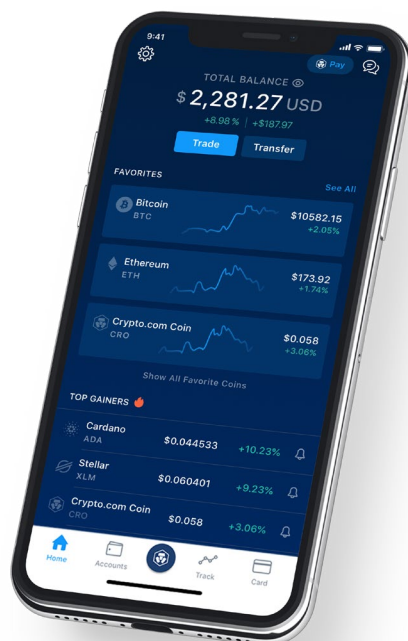 9:41
Pay
TOTAL BALANCE
$ 2,281.27 USD
+8.98% | +$187.97
Trade Transfer
FAVORITES See All
Bitcoin $10582.15
BTC +2.05%
Ethereum $173.92
ETH +1.74%
Crypto.com Coin $0.058
CRO +3.06%
Show All Favorite Coins
TOP GAINERS 🔥
Cardano $0.044533 +10.23%
ADA
Stellar $0.060401 +9.23%
XLM
Crypto.com Coin $0.058 +3.06%
CRO
Home Accounts Track Card